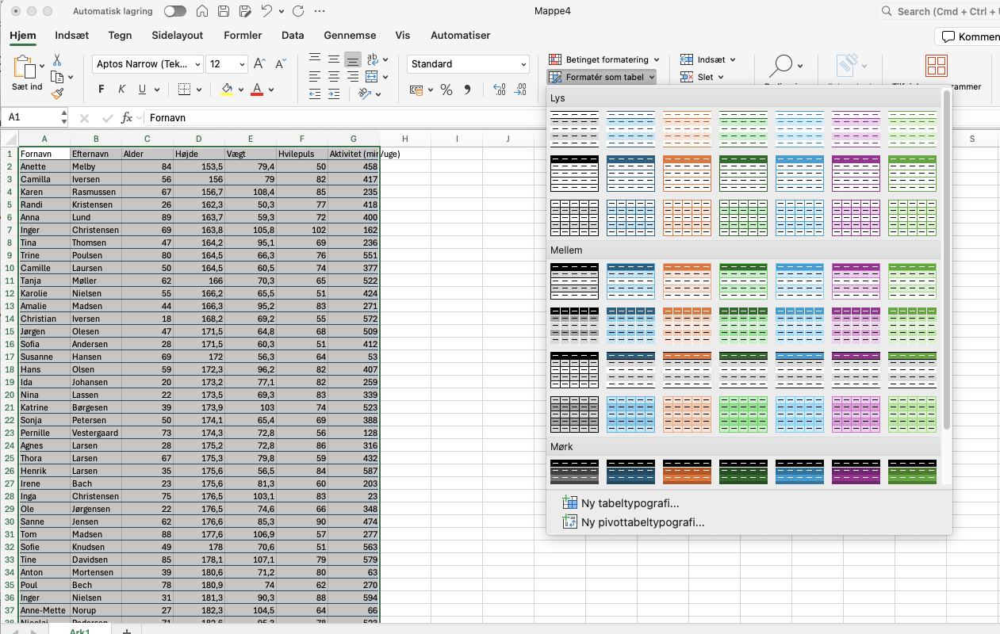 Automatisk lagring
Mappe4
Search (Cmd + Ctrl +
Hjem Indsæt Tegn Sidelayout Formler Data Gennemse Vis Automatiser
Kommen
Sæt ind
Aptos Narrow (Tek... 12
F K U
Standard
Betinget formatering
Formatér som tabel
Indsæt
Slet
A1 fx Fornavn
A B C D E F G H I J S
1 Fornavn Efternavn Alder Højde Vægt Hvilepuls Aktivitet (min/uge)
2 Anette Melby 84 153,5 79,4 50 458
3 Camilla Iversen 56 156 79 82 417
4 Karen Rasmussen 67 156,7 108,4 85 235
5 Randi Kristensen 26 162,3 50,3 77 418
6 Anna Lund 89 163,7 59,3 72 400
7 Inger Christensen 69 163,8 105,8 102 162
8 Tina Thomsen 47 164,2 95,1 69 236
9 Trine Poulsen 80 164,5 66,3 76 551
10 Camille Laursen 50 164,5 60,5 74 377
11 Tanja Møller 62 166 70,3 65 522
12 Karolie Nielsen 55 166,2 65,5 51 424
13 Amalie Madsen 44 166,3 95,2 83 271
14 Christian Iversen 18 168,2 69,2 55 572
15 Jørgen Olesen 47 171,5 64,8 68 509
16 Sofia Andersen 28 171,5 60,3 51 412
17 Susanne Hansen 69 172 56,3 64 53
18 Hans Olsen 59 172,3 96,2 82 407
19 Ida Johansen 20 173,2 77,1 82 259
20 Nina Lassen 22 173,5 69,3 83 339
21 Katrine Børgesen 39 173,9 103 74 523
22 Sonja Petersen 50 174,1 65,4 69 388
23 Pernille Vestergaard 73 174,3 72,8 56 128
24 Agnes Larsen 28 175,2 72,8 86 316
25 Thora Larsen 67 175,3 79,8 59 432
26 Henrik Larsen 35 175,6 56,5 84 587
27 Irene Bach 23 175,6 81,3 60 203
28 Inga Christensen 75 176,5 103,1 83 23
29 Ole Jørgensen 22 176,5 74,6 66 348
30 Sanne Jensen 62 176,6 85,3 90 474
31 Tom Madsen 88 177,6 106,9 57 277
32 Sofie Knudsen 49 178 70,6 51 563
33 Tine Davidsen 85 178,1 107,1 79 579
34 Anton Mortensen 39 180,6 71,2 80 63
35 Poul Bech 78 180,9 74 62 270
36 Inger Nielsen 31 181,3 90,3 88 594
37 Anne-Mette Norup 27 182,3 104,5 64 66
Ark1
Lys
Mellem
Mørk
Ny tabeltypografi...
Ny pivottabeltypografi...